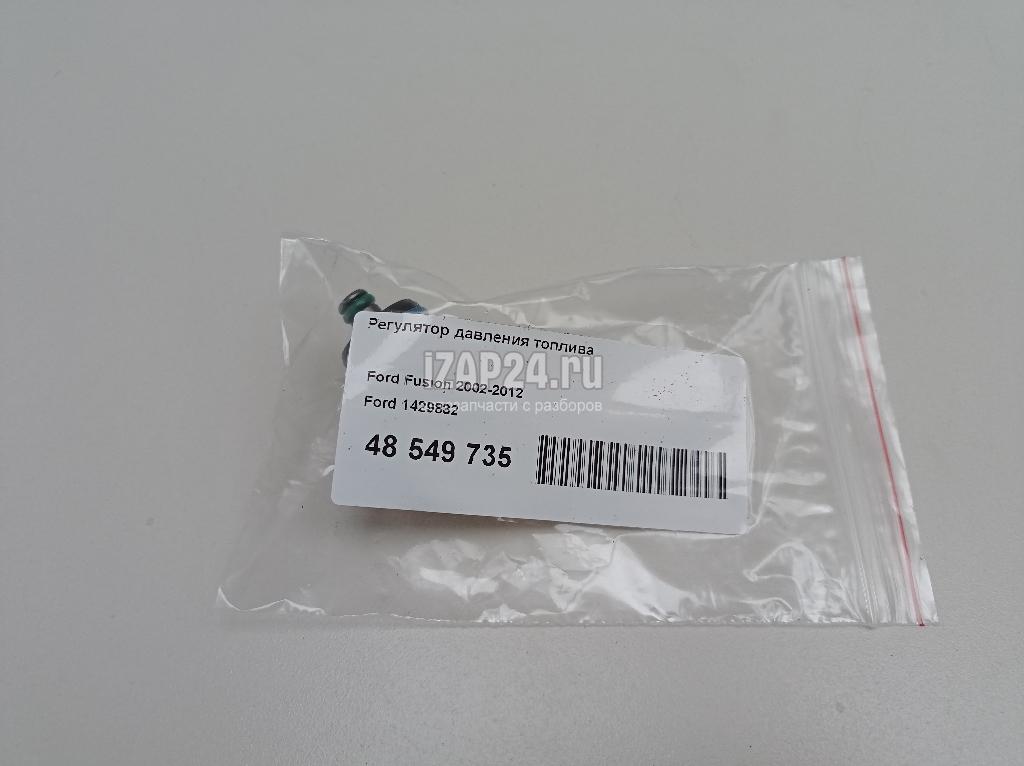 Регулятор давления топлива
iZAP24.ru
Ford Fusion 2002-2012
запчасти с разборов
Ford 1429832
48 549 735